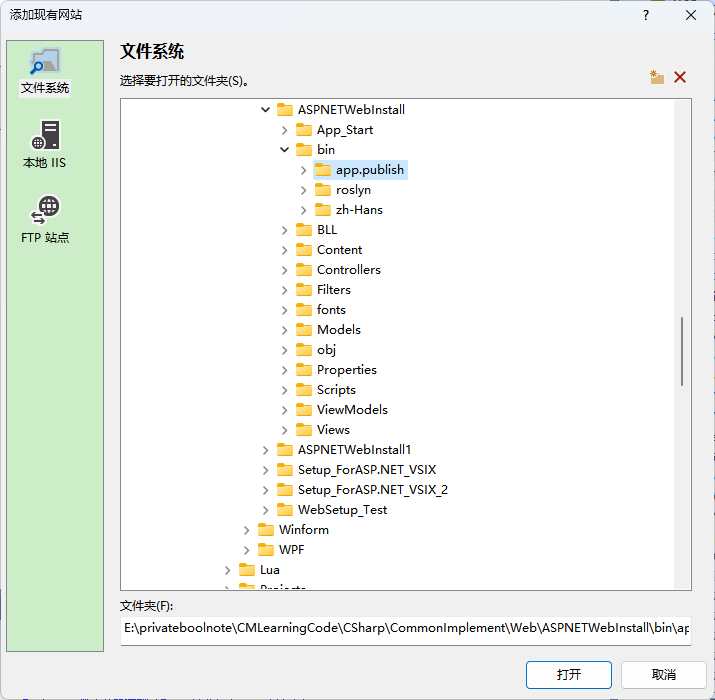 添加现有网站
?
文件系统
本地 IIS
FTP 站点
文件系统
选择要打开的文件夹(S)。
ASPNETWebInstall
App_Start
bin
app.publish
roslyn
zh-Hans
BLL
Content
Controllers
Filters
fonts
Models
obj
Properties
Scripts
ViewModels
Views
ASPNETWebInstall1
Setup_ForASP.NET_VSIX
Setup_ForASP.NET_VSIX_2
WebSetup_Test
Winform
WPF
Lua
文件夹(F):
E:\privateboolnote\CMLearningCode\CSharp\CommonImplement\Web\ASPNETWebInstall\bin\ap
打开
取消